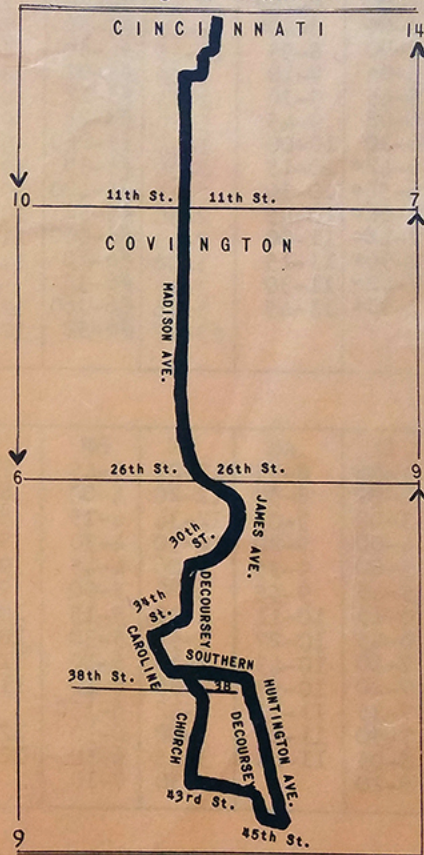 CINCINNATI 14
11th St. 11th St.
10 7
COVINGTON
MADISON AVE.
26th St. 26th St.
6 9
JAMES AVE.
30th ST.
DECOURSEY
34th St.
CAROLINE
SOUTHERN
38th St. 38
HUNTINGTON AVE.
DECOURSEY
CHURCH
43rd St.
45th St.
9